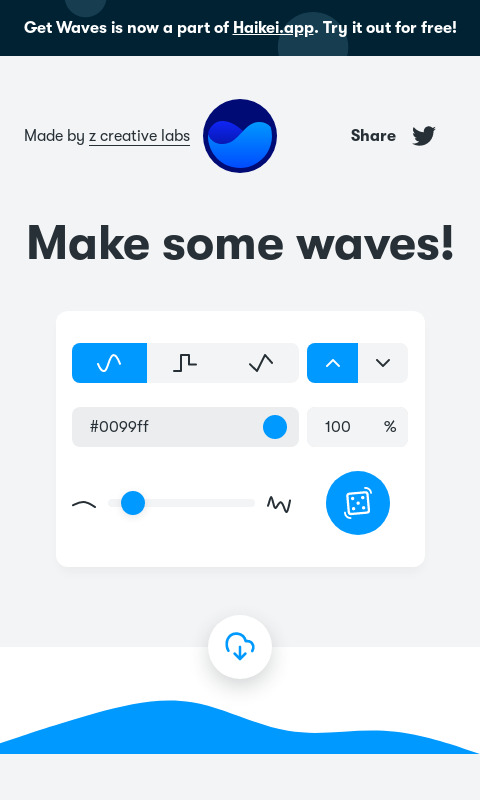 Get Waves is now a part of Haikei.app. Try it out for free!
Made by z creative labs
Share
Make some waves!
#0099ff
100 %